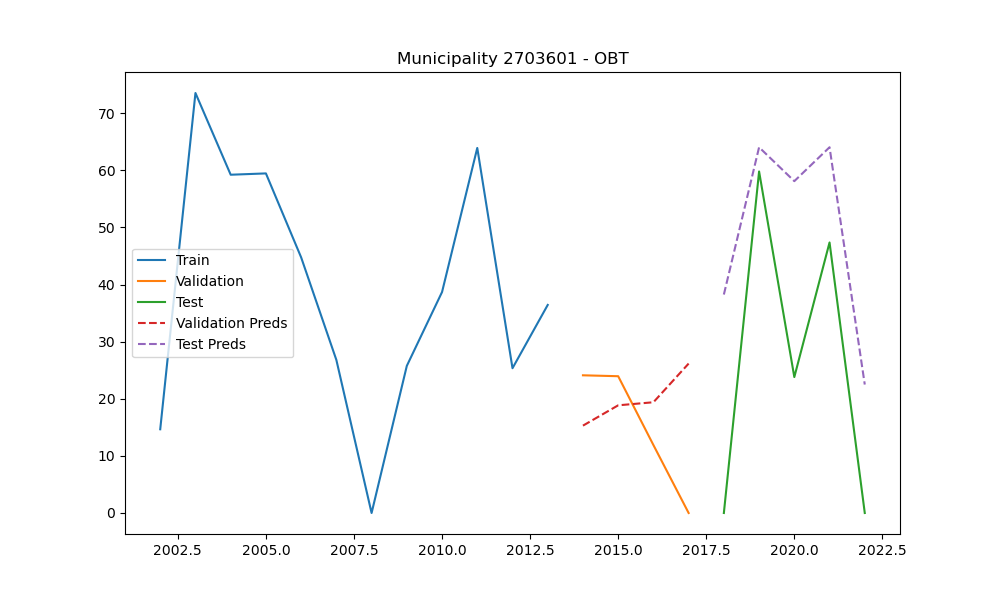 Municipality 2703601 - OBT
70
60
50
40
30
20
10
0
Train
Validation
Test
Validation Preds
Test Preds
2002.5 2005.0 2007.5 2010.0 2012.5 2015.0 2017.5 2020.0 2022.5